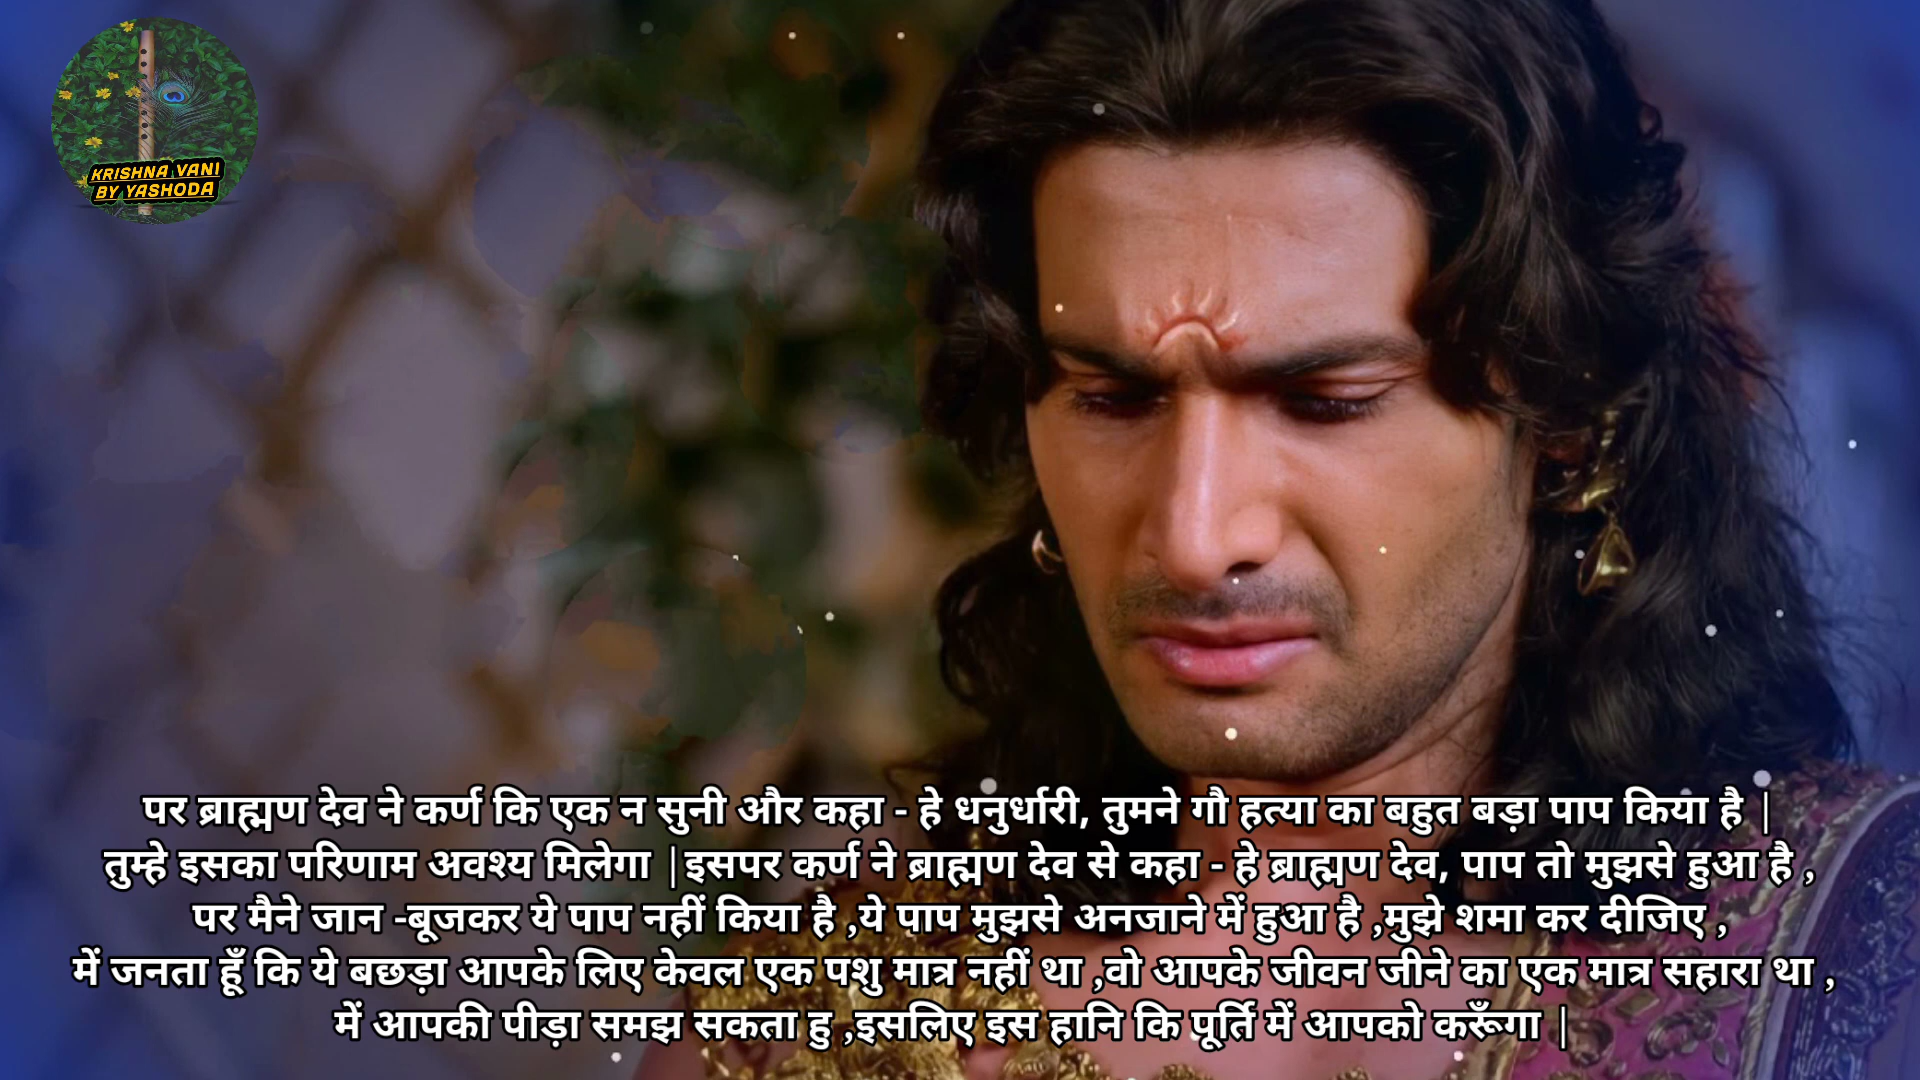 KRISHNA VANI
BY YASHODA
पर ब्राह्मण देव ने कर्ण कि एक न सुनी और कहा - हे धनुर्धारी, तुमने गौ हत्या का बहुत बड़ा पाप किया है |
तुम्हे इसका परिणाम अवश्य मिलेगा |इसपर कर्ण ने ब्राह्मण देव से कहा - हे ब्राह्मण देव, पाप तो मुझसे हुआ है ,
पर मैने जान -बूजकर ये पाप नहीं किया है ,ये पाप मुझसे अनजाने में हुआ है ,मुझे शमा कर दीजिए ,
में जनता हूँ कि ये बछड़ा आपके लिए केवल एक पशु मात्र नहीं था ,वो आपके जीवन जीने का एक मात्र सहारा था ,
में आपकी पीड़ा समझ सकता हु ,इसलिए इस हानि कि पूर्ति में आपको करूँगा |